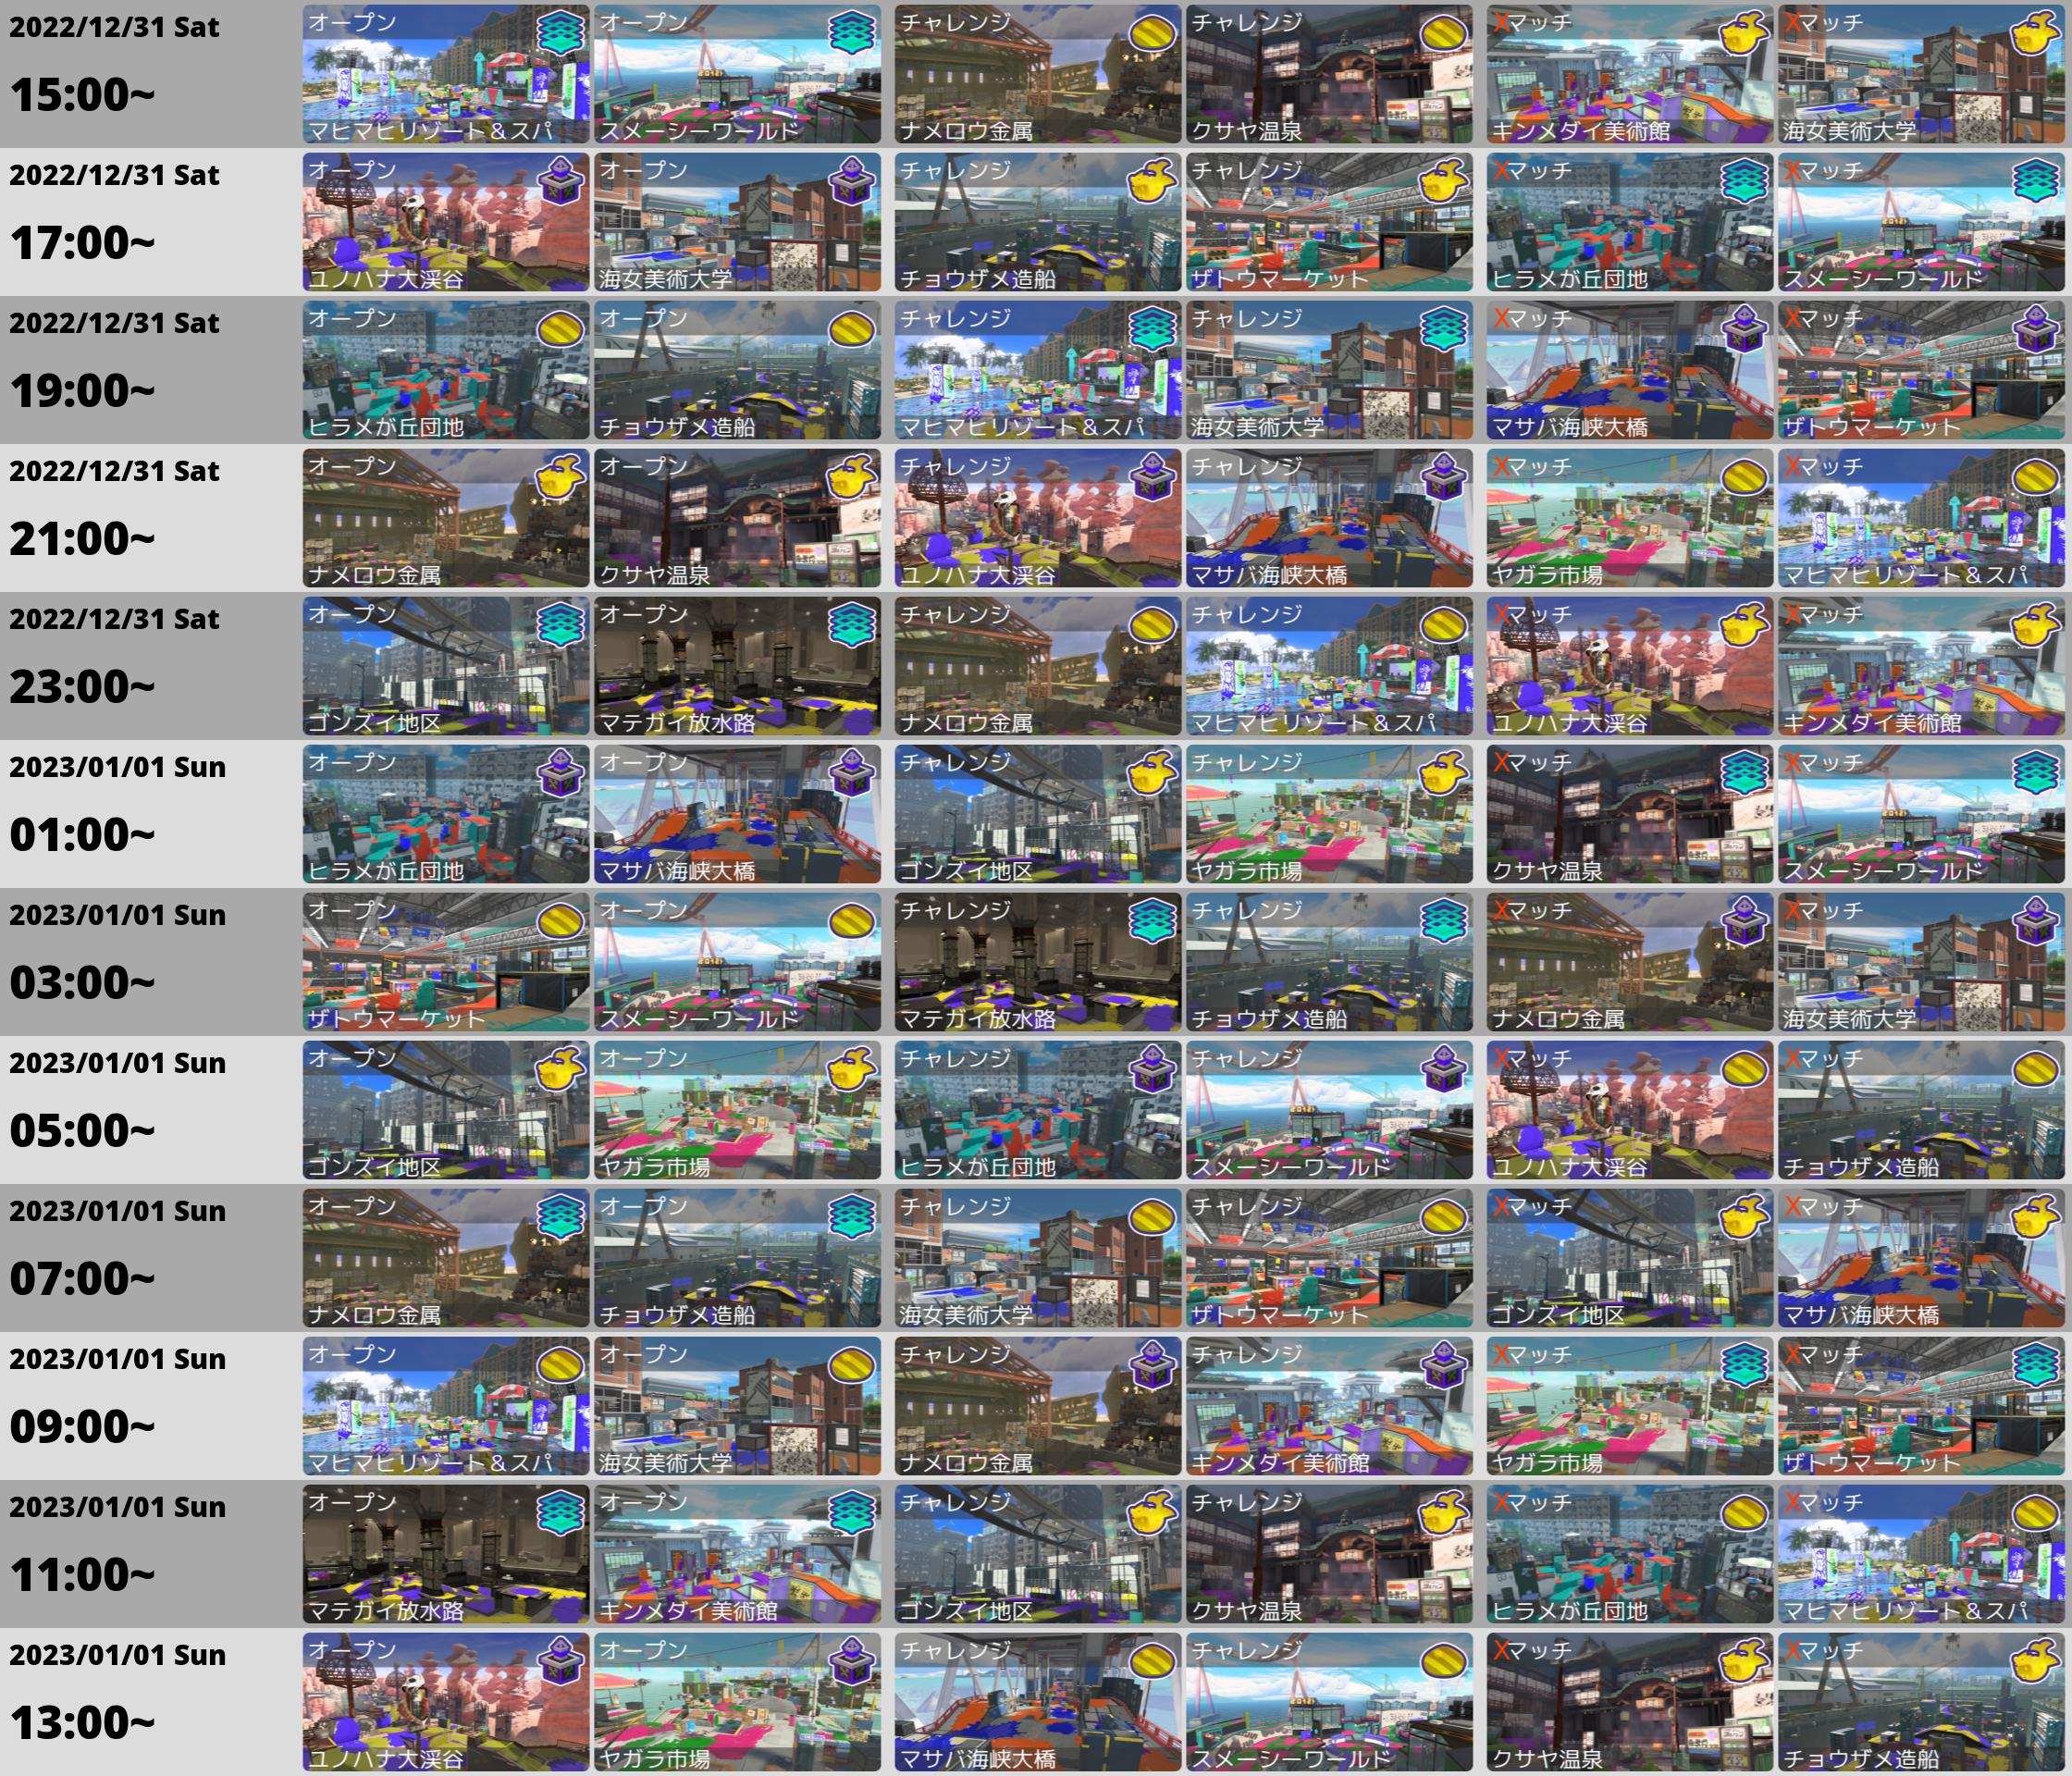 2022/12/31 Sat
15:00~
オープン オープン チャレンジ チャレンジ Xマッチ Xマッチ
マヒマヒリゾート＆スパ スメーシーワールド ナメロウ金属 クサヤ温泉 キンメダイ美術館 海女美術大学
2022/12/31 Sat
17:00~
オープン オープン チャレンジ チャレンジ Xマッチ Xマッチ
ユノハナ大渓谷 海女美術大学 チョウザメ造船 ザトウマーケット ヒラメが丘団地 スメーシーワールド
2022/12/31 Sat
19:00~
オープン オープン チャレンジ チャレンジ Xマッチ Xマッチ
ヒラメが丘団地 チョウザメ造船 マヒマヒリゾート＆スパ 海女美術大学 マサバ海峡大橋 ザトウマーケット
2022/12/31 Sat
21:00~
オープン オープン チャレンジ チャレンジ Xマッチ Xマッチ
ナメロウ金属 クサヤ温泉 ユノハナ大渓谷 マサバ海峡大橋 ヤガラ市場 マヒマヒリゾート＆スパ
2022/12/31 Sat
23:00~
オープン オープン チャレンジ チャレンジ Xマッチ Xマッチ
ゴンズイ地区 マテガイ放水路 ナメロウ金属 マヒマヒリゾート＆スパ ユノハナ大渓谷 キンメダイ美術館
2023/01/01 Sun
01:00~
オープン オープン チャレンジ チャレンジ Xマッチ Xマッチ
ヒラメが丘団地 マサバ海峡大橋 ゴンズイ地区 ヤガラ市場 クサヤ温泉 スメーシーワールド
2023/01/01 Sun
03:00~
オープン オープン チャレンジ チャレンジ Xマッチ Xマッチ
ザトウマーケット スメーシーワールド マテガイ放水路 チョウザメ造船 ナメロウ金属 海女美術大学
2023/01/01 Sun
05:00~
オープン オープン チャレンジ チャレンジ Xマッチ Xマッチ
ゴンズイ地区 ヤガラ市場 ヒラメが丘団地 スメーシーワールド ユノハナ大渓谷 チョウザメ造船
2023/01/01 Sun
07:00~
オープン オープン チャレンジ チャレンジ Xマッチ Xマッチ
ナメロウ金属 チョウザメ造船 海女美術大学 ザトウマーケット ゴンズイ地区 マサバ海峡大橋
2023/01/01 Sun
09:00~
オープン オープン チャレンジ チャレンジ Xマッチ Xマッチ
マヒマヒリゾート＆スパ 海女美術大学 ナメロウ金属 キンメダイ美術館 ヤガラ市場 ザトウマーケット
2023/01/01 Sun
11:00~
オープン オープン チャレンジ チャレンジ Xマッチ Xマッチ
マテガイ放水路 キンメダイ美術館 ゴンズイ地区 クサヤ温泉 ヒラメが丘団地 マヒマヒリゾート＆スパ
2023/01/01 Sun
13:00~
オープン オープン チャレンジ チャレンジ Xマッチ Xマッチ
ユノハナ大渓谷 ヤガラ市場 マサバ海峡大橋 スメーシーワールド クサヤ温泉 チョウザメ造船